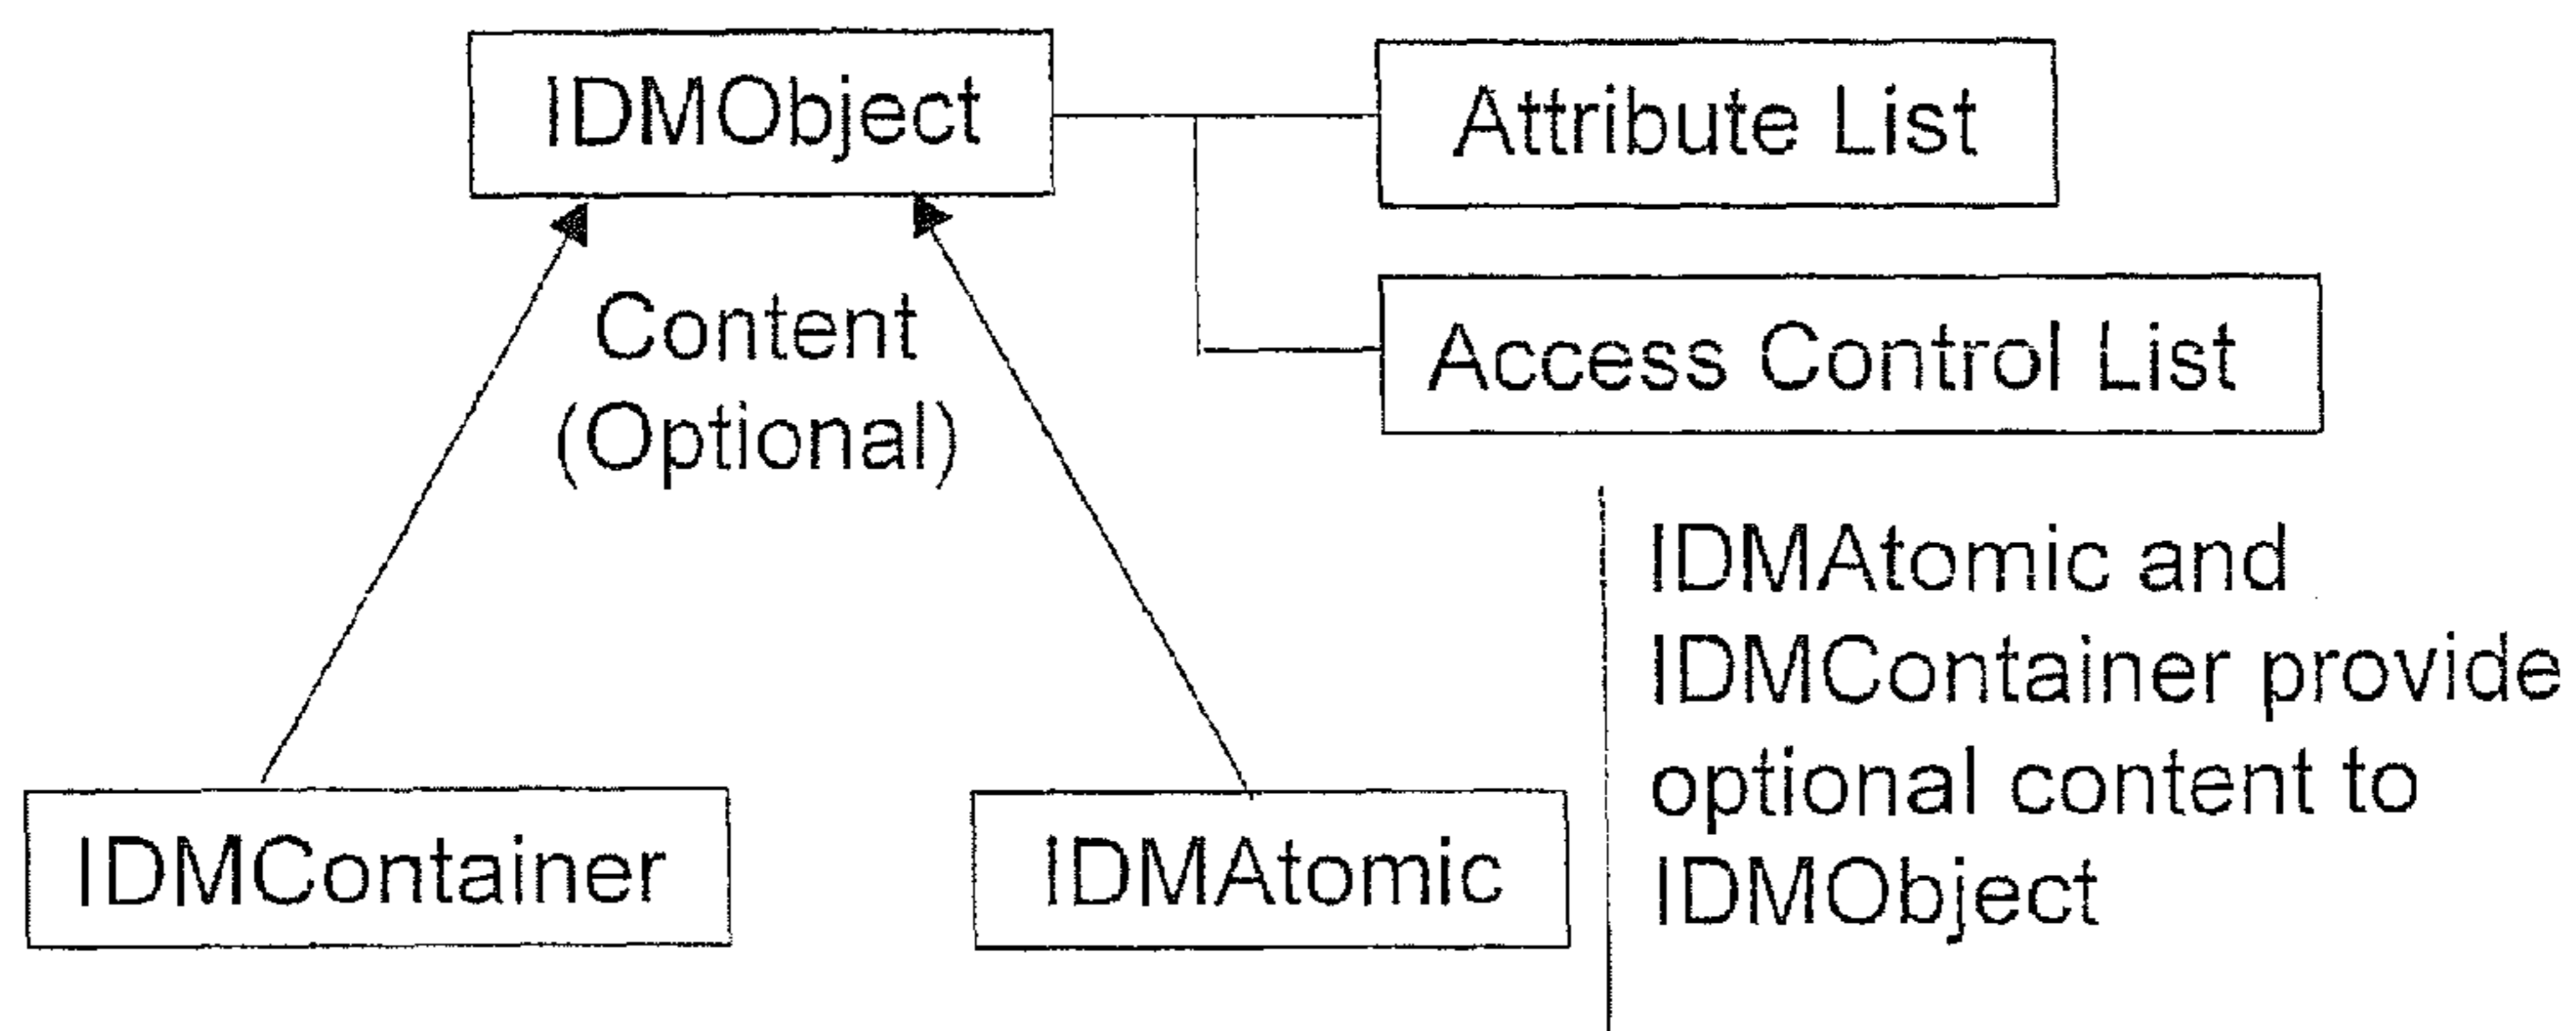 IDMObject
Attribute List
Content
(Optional)
Access Control List
IDMAtomic and
IDMContainer provide
optional content to
IDMObject
IDMContainer
IDMAtomic